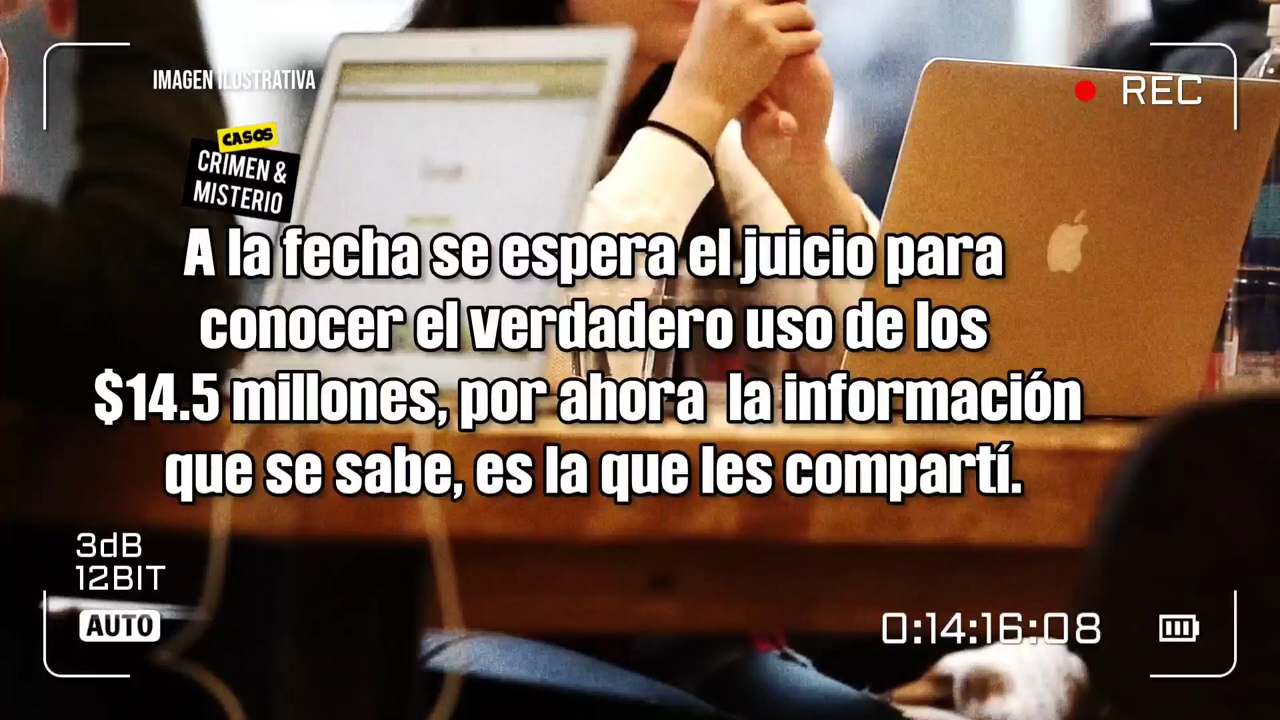 IMAGEN ILUSTRATIVA
REC
CASOS
CRIMEN &
MISTERIO
A la fecha se espera el juicio para
conocer el verdadero uso de los
$14.5 millones, por ahora la información
que se sabe, es la que les compartí.
3dB
12BIT
AUTO
0:14:16:08